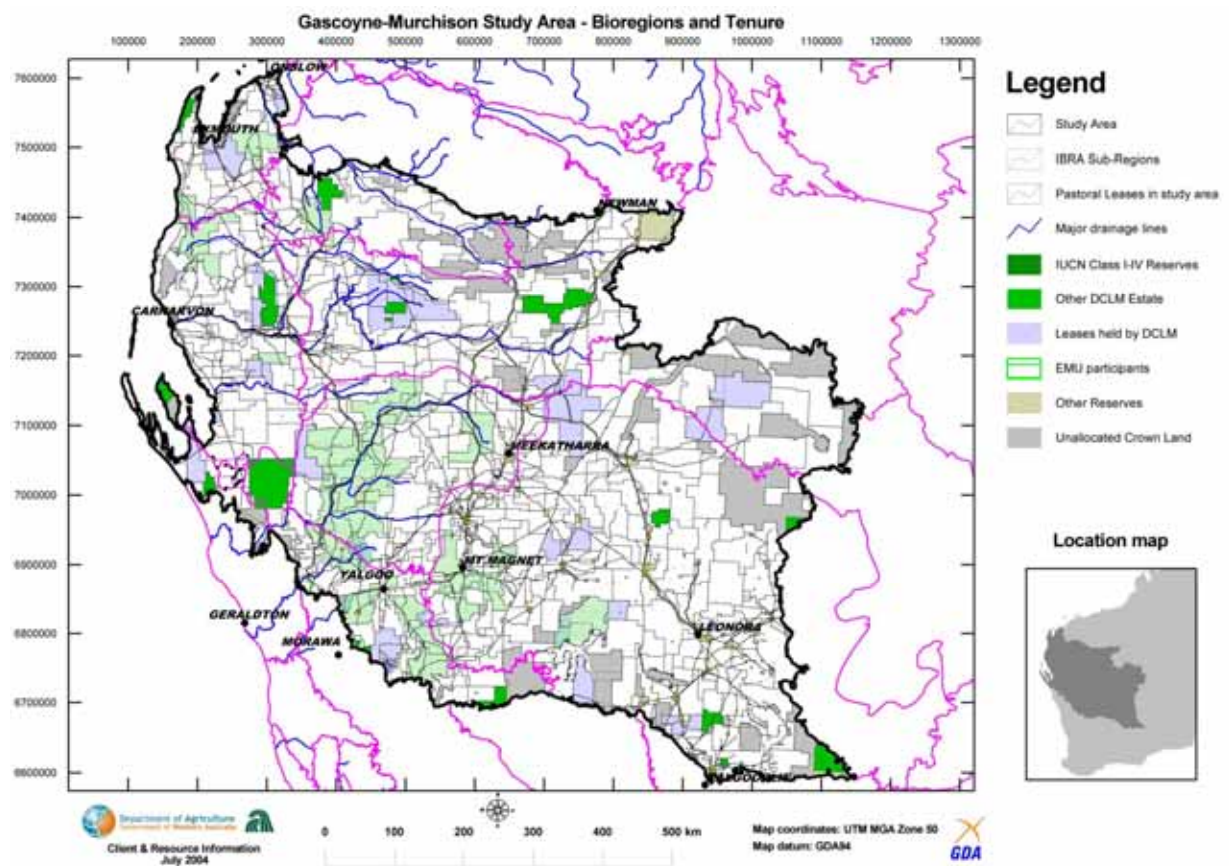 Gascoyne-Murchison Study Area - Bioregions and Tenure
100000 200000 300000 400000 500000 600000 700000 800000 900000 1000000 1100000 1200000 1300000
7600000
7500000
7400000
7300000
7200000
7100000
7000000
6900000
6800000
6700000
6600000
ONSLOW
NEWMAN
CARNARVON
MEEKATHARRA
MT MAGNET
YALGOO
GERALDTON
LEONORA
MORAWA
Legend
Study Area
IBRA Sub-Regions
Pastoral Leases in study area
Major drainage lines
IUCN Class I-IV Reserves
Other DCLM Estate
Leases held by DCLM
EMU participants
Other Reserves
Unallocated Crown Land
Location map
Department of Agriculture
Government of Western Australia
Client & Resource Information
July 2004
0 100 200 300 400 500 km
Map coordinates: UTM MGA Zone 50
Map datum: GDA94
GDA